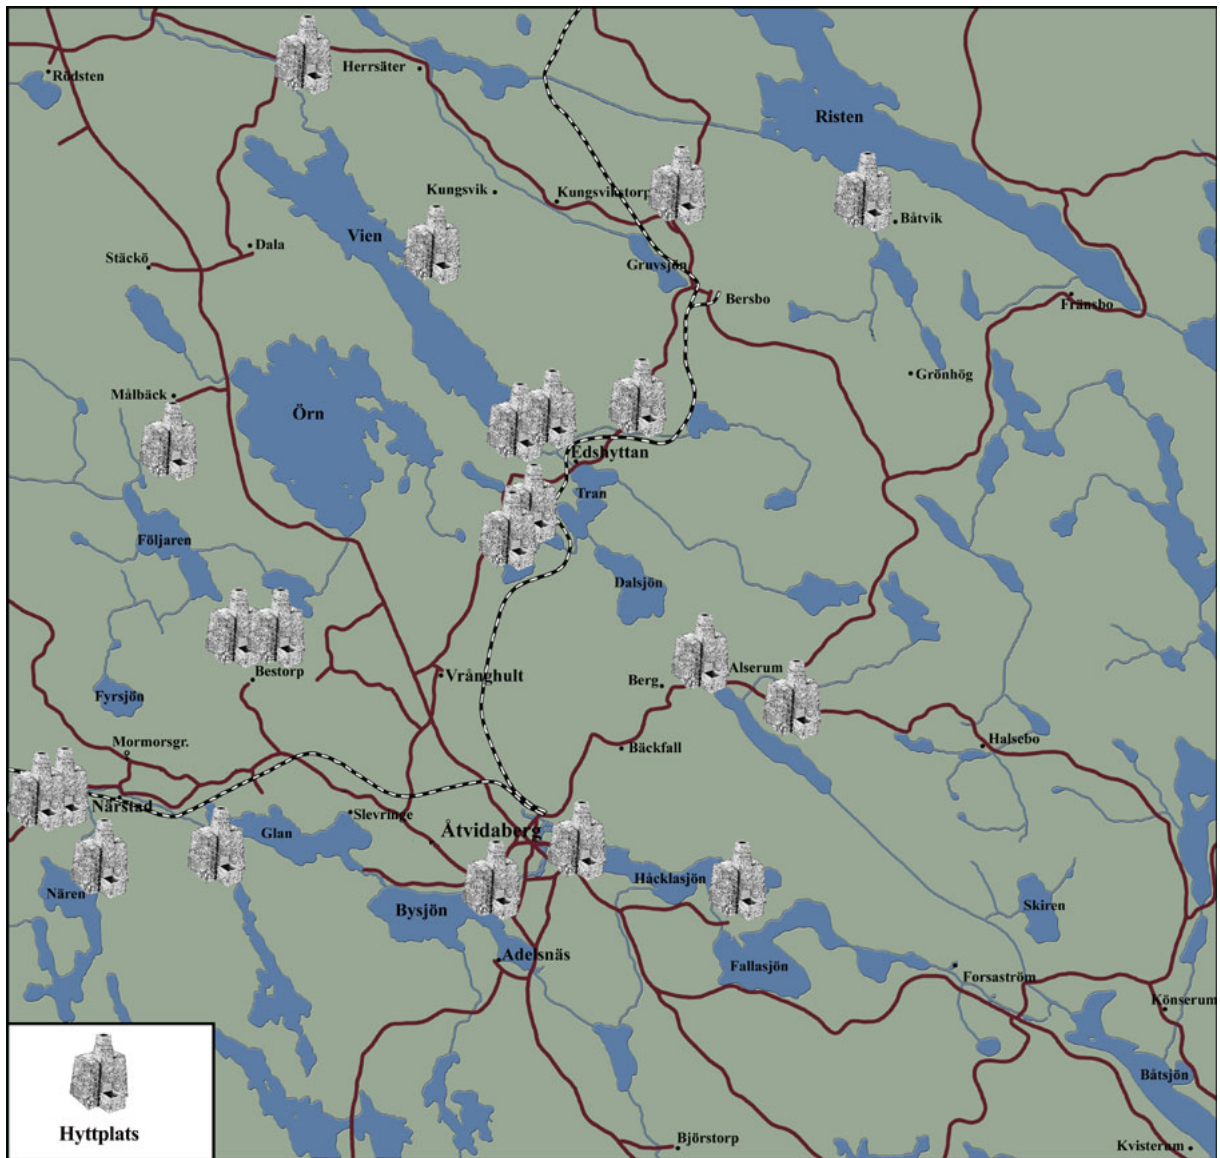 Rödsten
Herrsäter
Risten
Kungsvik
Kungsvikstorp
Båtvik
Vien
Dala
Stäckö
Gruvsjön
Bersbo
Fränsbo
Grönhög
Målbäck
Örn
Edshyttan
Tran
Följaren
Dalsjön
Bestorp
Vrånghult
Berg
Alserum
Fyrsjön
Mormorsgr.
Bäckfall
Halsebo
Närstad
Slevringe
Glan
Åtvidaberg
Nären
Håcklasjön
Bysjön
Skiren
Adelsnäs
Fallasjön
Forsaström
Könserum
Båtsjön
Hyttplats
Björstorp
Kvisterum